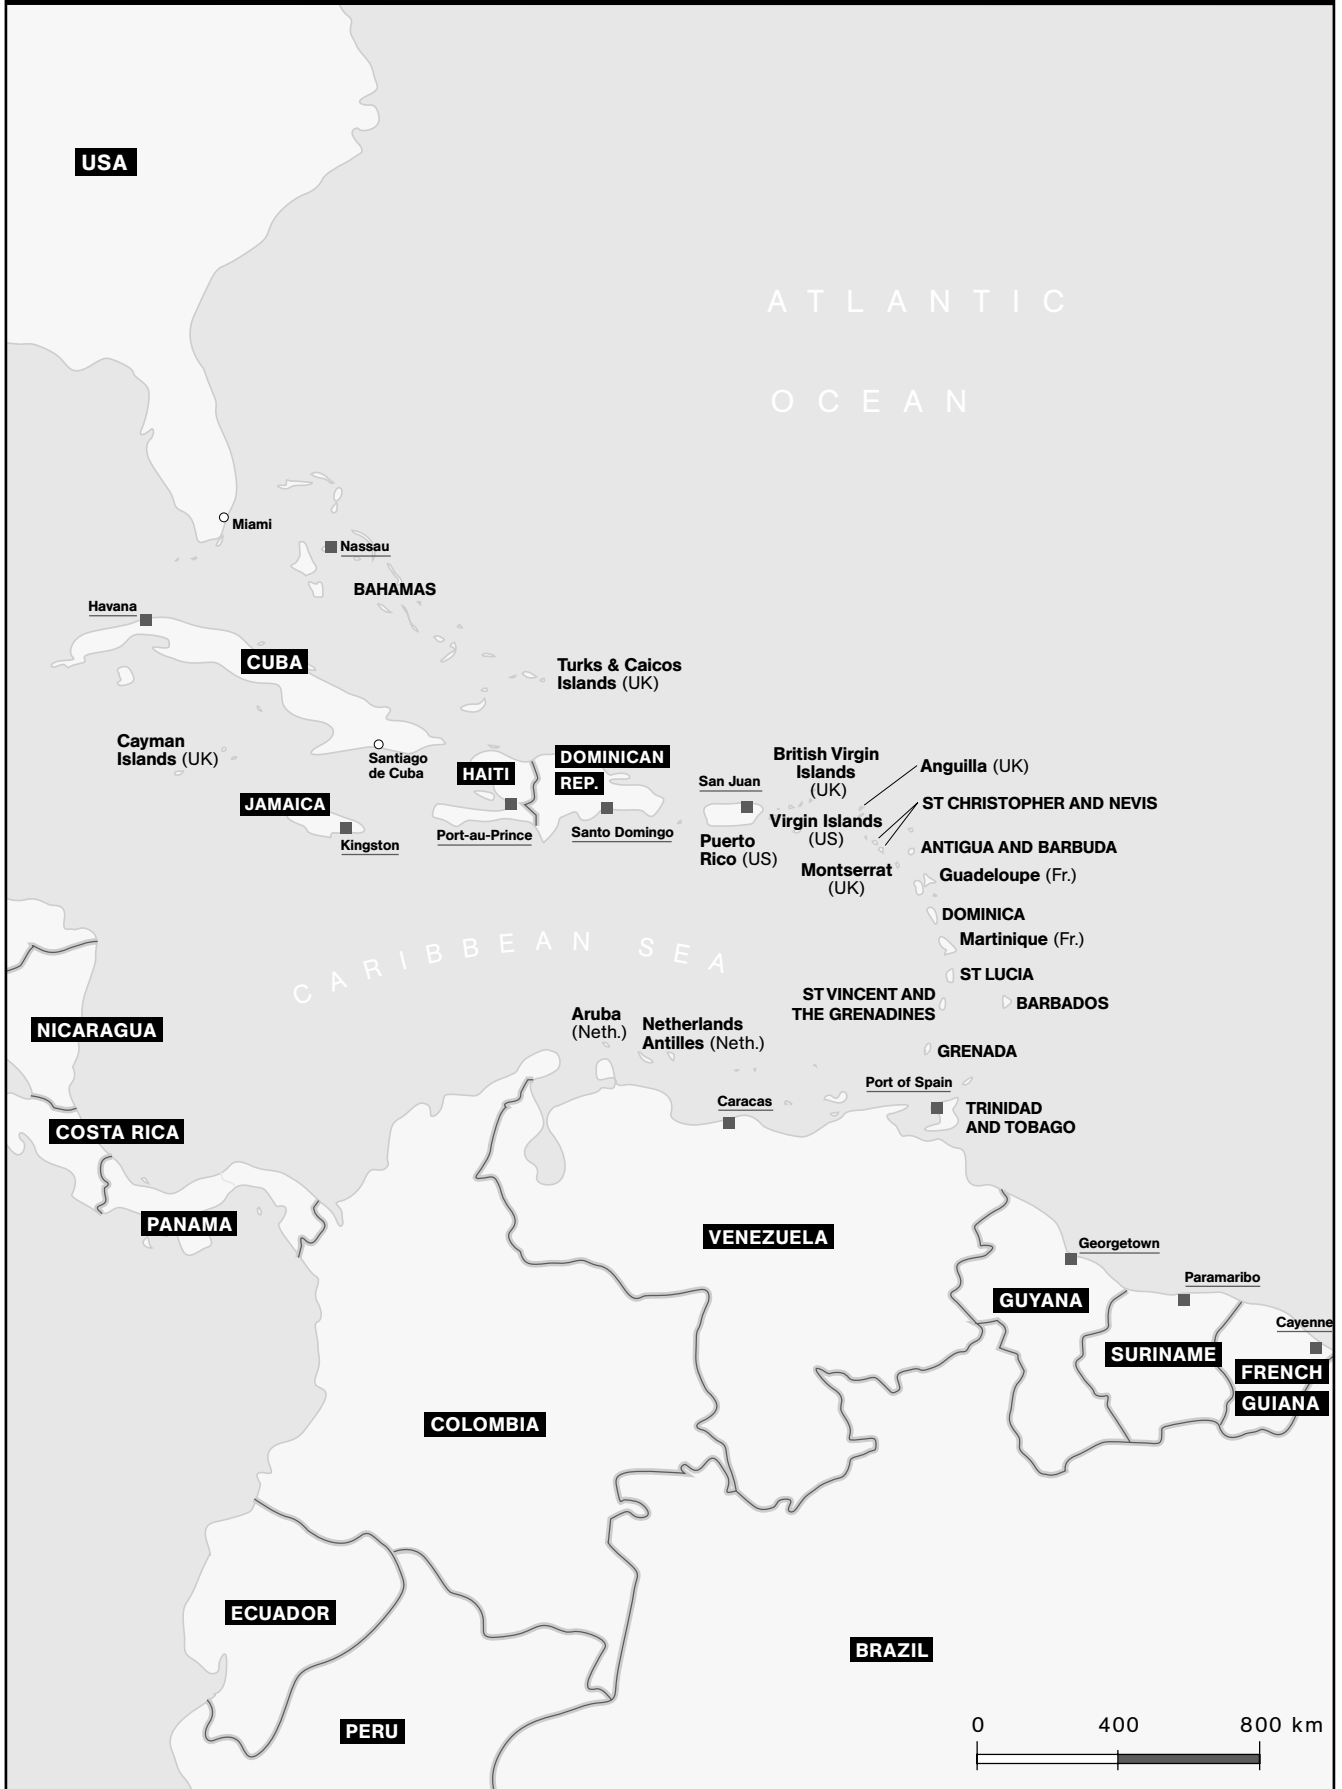 USA
ATLANTIC
OCEAN
Miami
Nassau
BAHAMAS
Havana
CUBA
Turks & Caicos
Islands (UK)
Cayman
Islands (UK)
Santiago
de Cuba
HAITI
DOMINICAN
REP.
JAMAICA
Kingston
Port-au-Prince
Santo Domingo
San Juan
Puerto
Rico (US)
British Virgin
Islands
(UK)
Virgin Islands
(US)
Anguilla (UK)
ST CHRISTOPHER AND NEVIS
ANTIGUA AND BARBUDA
Montserrat
(UK)
Guadeloupe (Fr.)
DOMINICA
Martinique (Fr.)
CARIBBEAN SEA
ST LUCIA
ST VINCENT AND
THE GRENADINES
BARBADOS
Aruba
(Neth.)
Netherlands
Antilles (Neth.)
GRENADA
NICARAGUA
Port of Spain
Caracas
TRINIDAD
AND TOBAGO
COSTA RICA
PANAMA
VENEZUELA
Georgetown
Paramaribo
GUYANA
Cayenne
SURINAME
FRENCH
GUIANA
COLOMBIA
ECUADOR
BRAZIL
PERU
0 400 800 km